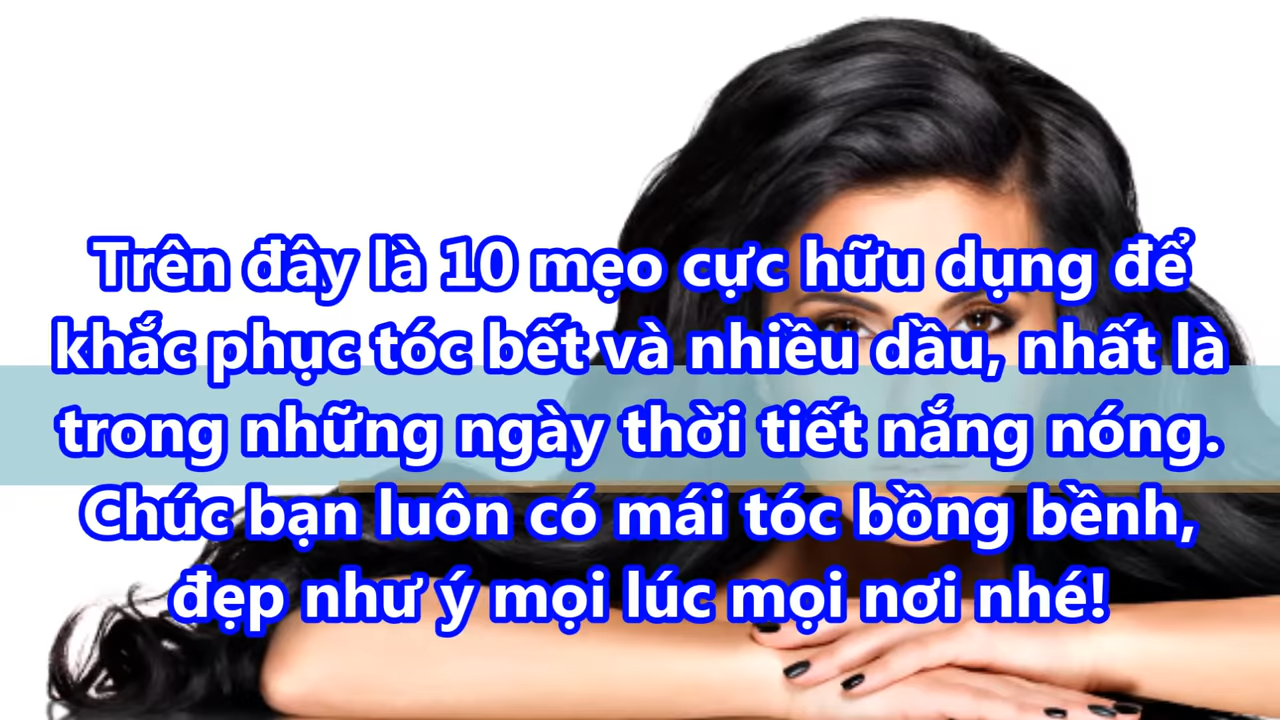 Trên đây là 10 mẹo cực hữu dụng để
khắc phục tóc bết và nhiều dầu, nhất là
trong những ngày thời tiết nắng nóng.
Chúc bạn luôn có mái tóc bồng bềnh,
đẹp như ý mọi lúc mọi nơi nhé!